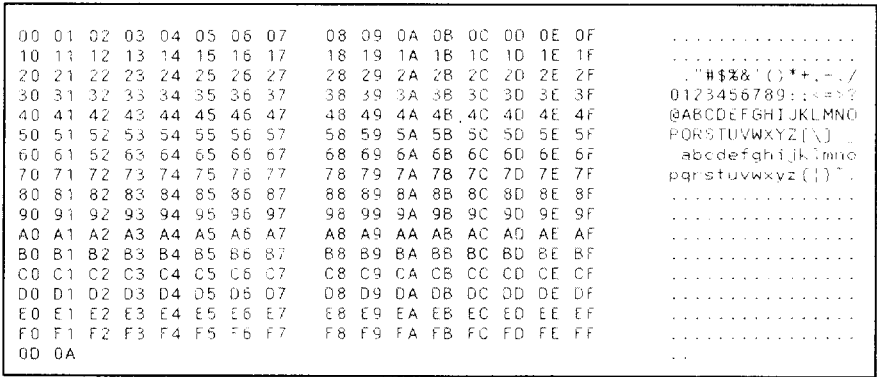 00 01 02 03 04 05 06 07 08 09 0A 0B 0C 0D 0E 0F ................
10 11 12 13 14 15 16 17 18 19 1A 1B 1C 1D 1E 1F ................
20 21 22 23 24 25 26 27 28 29 2A 2B 2C 2D 2E 2F ."#$%&'()*+,-./
30 31 32 33 34 35 36 37 38 39 3A 3B 3C 3D 3E 3F 0123456789:;<=>?
40 41 42 43 44 45 46 47 48 49 4A 4B 4C 4D 4E 4F @ABCDEFGHIJKLMNO
50 51 52 53 54 55 56 57 58 59 5A 5B 5C 5D 5E 5F PQRSTUVWXYZ[\]
60 61 62 63 64 65 66 67 68 69 6A 6B 6C 6D 6E 6F abcdefghijklmno
70 71 72 73 74 75 76 77 78 79 7A 7B 7C 7D 7E 7F pqrstuvwxyz{|}~.
80 81 82 83 84 85 86 87 88 89 8A 8B 8C 8D 8E 8F ................
90 91 92 93 94 95 96 97 98 99 9A 9B 9C 9D 9E 9F ................
A0 A1 A2 A3 A4 A5 A6 A7 A8 A9 AA AB AC AD AE AF ................
B0 B1 B2 B3 B4 B5 B6 B7 B8 B9 BA BB BC BD BE BF ................
C0 C1 C2 C3 C4 C5 C6 C7 C8 C9 CA CB CC CD CE CF ................
D0 D1 D2 D3 D4 D5 D6 D7 D8 D9 DA DB DC DD DE DF ................
E0 E1 E2 E3 E4 E5 E6 E7 E8 E9 EA EB EC ED EE EF ................
F0 F1 F2 F3 F4 F5 F6 F7 F8 F9 FA FB FC FD FE FF ................
0D 0A ..